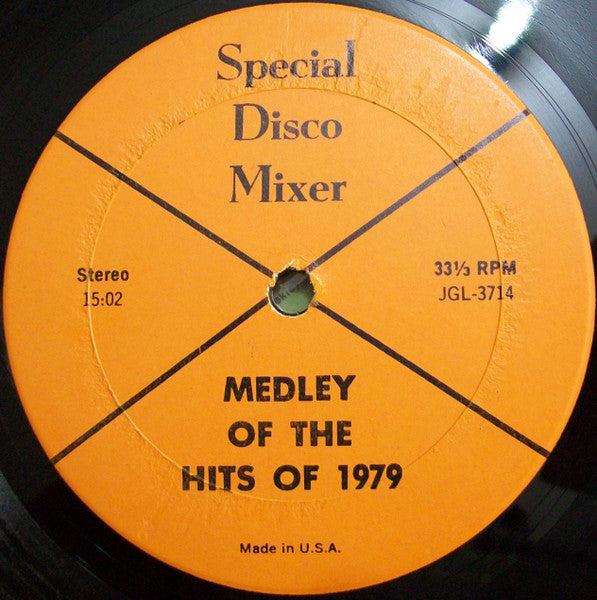 Special
Disco
Mixer
Stereo
15:02
33⅓ RPM
JGL-3714
MEDLEY
OF THE
HITS OF 1979
Made in U.S.A.